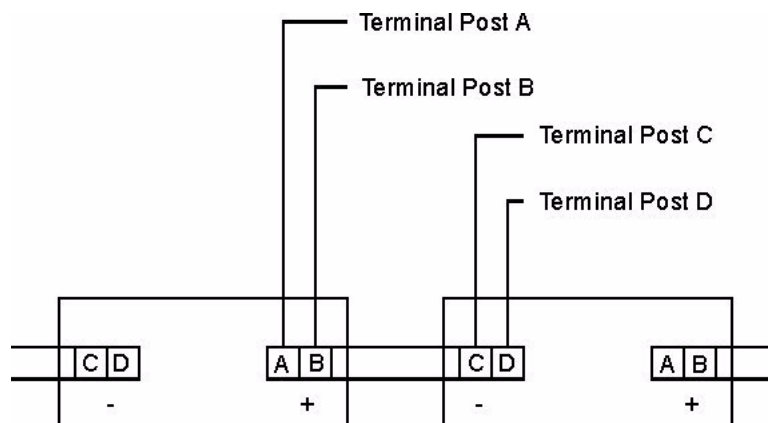 Terminal Post A
Terminal Post B
Terminal Post C
Terminal Post D
C D A B C D A B
- + - +